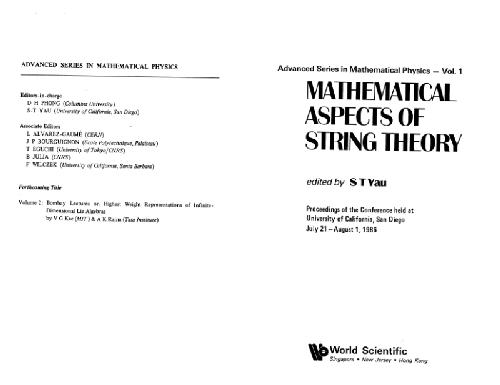 ADVANCED SERIES IN MATHEMATICAL PHYSICS
Editors-in-charge
D H PHONG (Columbia University)
S-T YAU (University of California, San Diego)
Associate Editors
L ALVAREZ-GAUMÉ (CERN)
J P BOURGUIGNON (Ecole Polytechnique, Palaiseau)
T EGUCHI (University of Tokyo/CNRS)
B JULIA (CNRS)
F WILCZEK (University of California, Santa Barbara)
Forthcoming Title
Volume 2: Bombay Lectures on Highest Weight Representations of Infinite-
Dimensional Lie Algebras
by V G Kac (MIT) & A K Raina (Tata Institute)
Advanced Series in Mathematical Physics — Vol. 1
MATHEMATICAL
ASPECTS OF
STRING THEORY
edited by S T Yau
Proceedings of the Conference held at
University of California, San Diego
July 21 – August 1, 1986
World Scientific
Singapore • New Jersey • Hong Kong